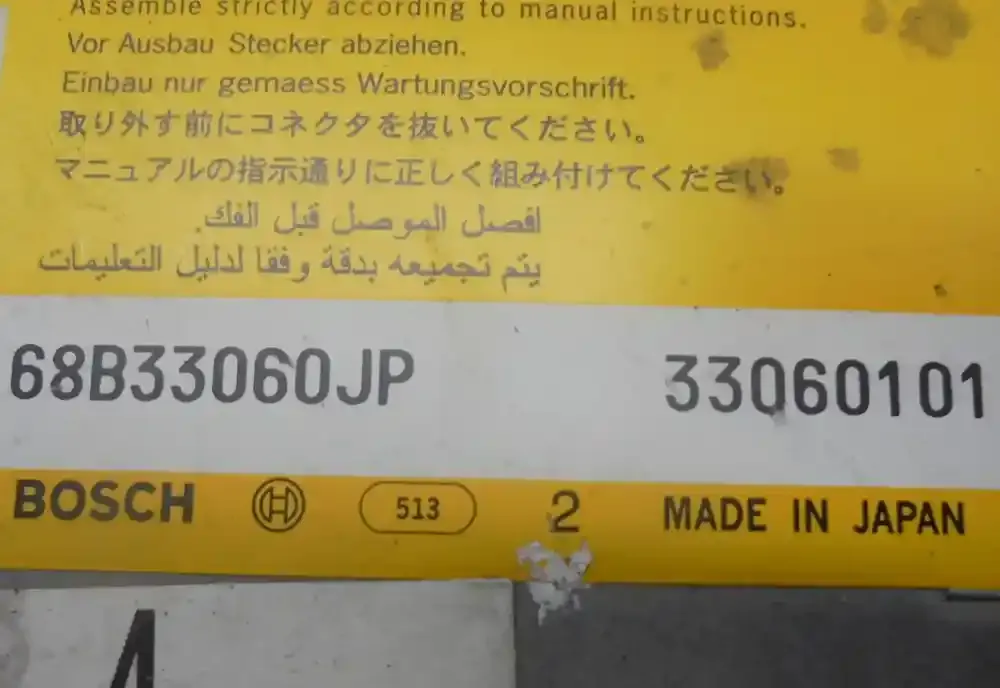 Assemble strictly according to manual instructions.
Vor Ausbau Stecker abziehen.
Einbau nur gemaess Wartungsvorschrift.
取り外す前にコネクタを抜いてください。
マニュアルの指示通りに正しく組み付けてください。
افصل الموصل قبل الفك.
يتم تجميعه بدقة وفقا لدليل التعليمات
68B33060JP 33060101
BOSCH 513 2 MADE IN JAPAN